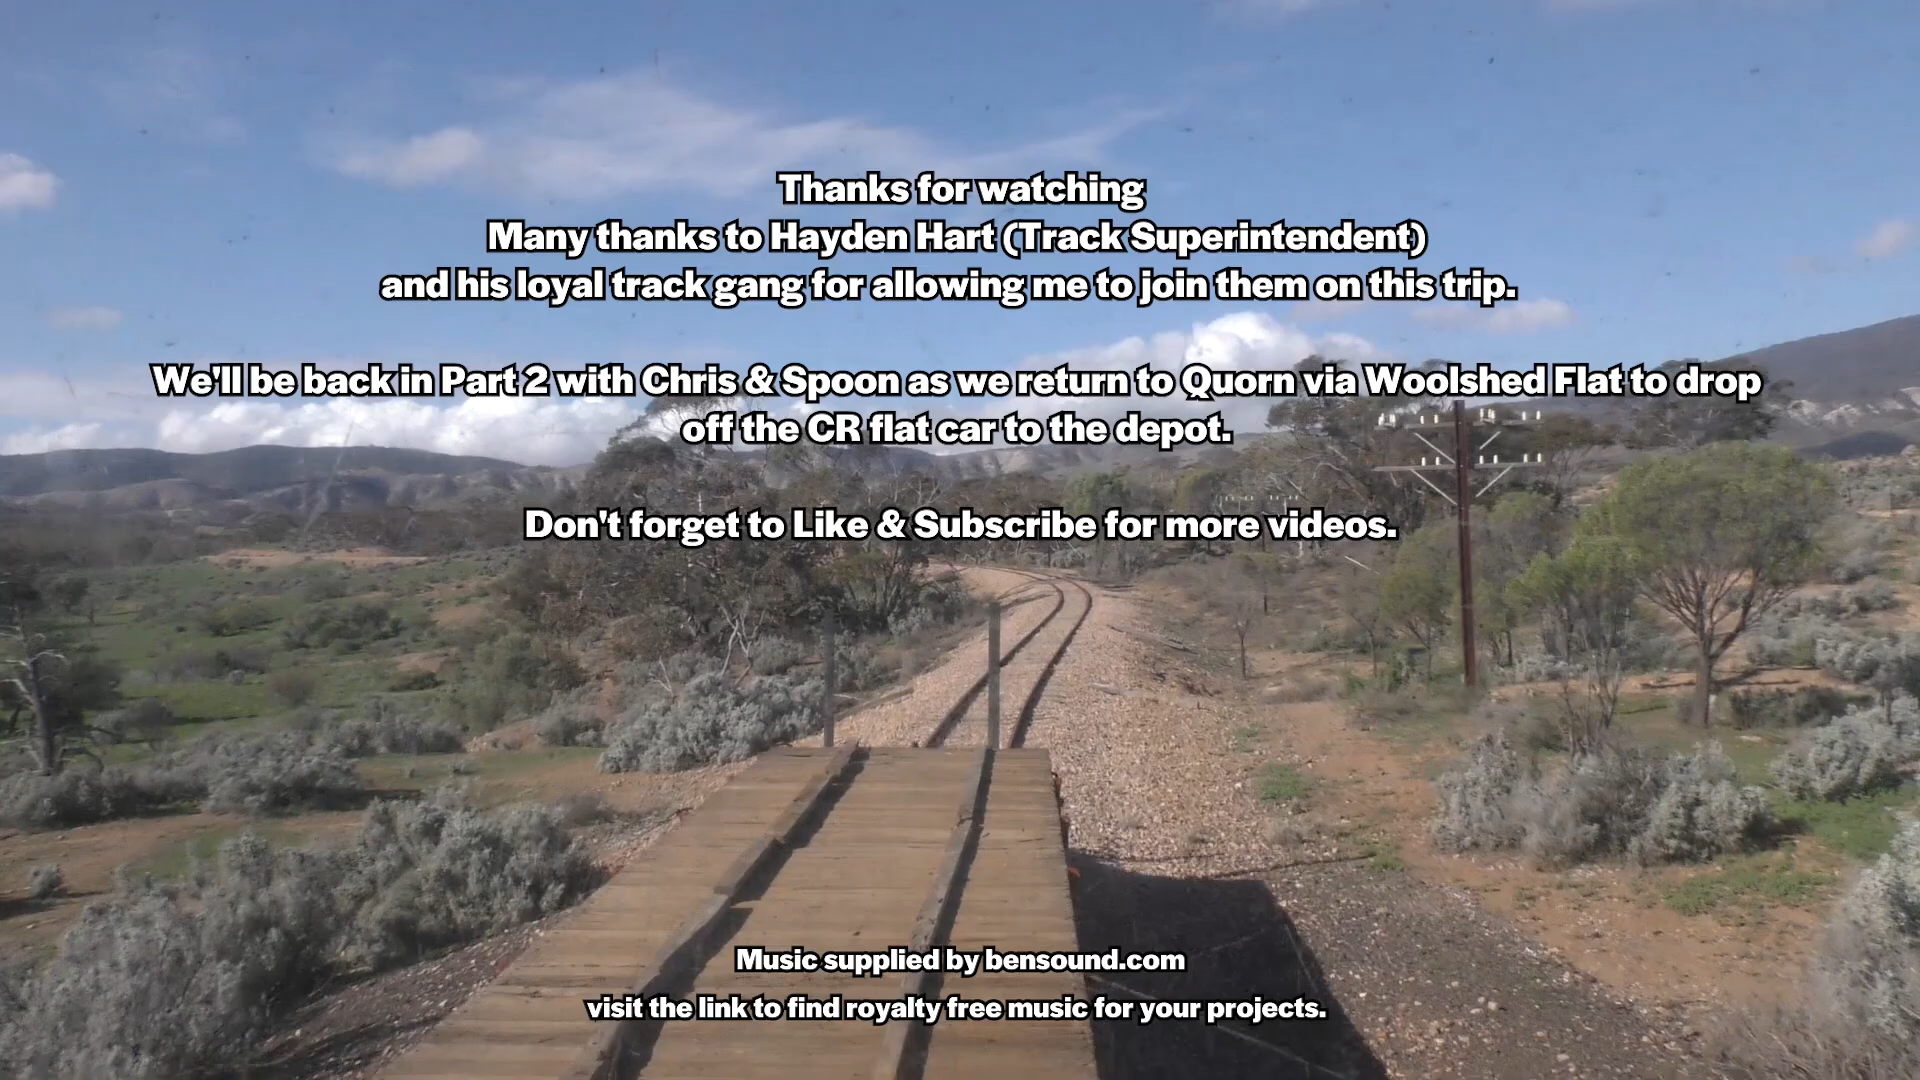 Thanks for watching
Many thanks to Hayden Hart (Track Superintendent)
and his loyal track gang for allowing me to join them on this trip.
We'll be back in Part 2 with Chris & Spoon as we return to Quorn via Woolshed Flat to drop
off the CR flat car to the depot.
Don't forget to Like & Subscribe for more videos.
Music supplied by bensound.com
visit the link to find royalty free music for your projects.